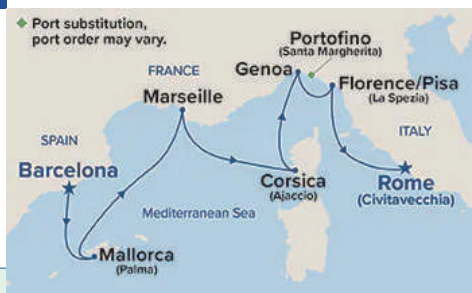 Port substitution,
port order may vary.
Portofino
(Santa Margherita)
Genoa
FRANCE
Florence/Pisa
(La Spezia)
Marseille
SPAIN
ITALY
Barcelona
Corsica
(Ajaccio)
Rome
(Civitavecchia)
Mediterranean Sea
Mallorca
(Palma)